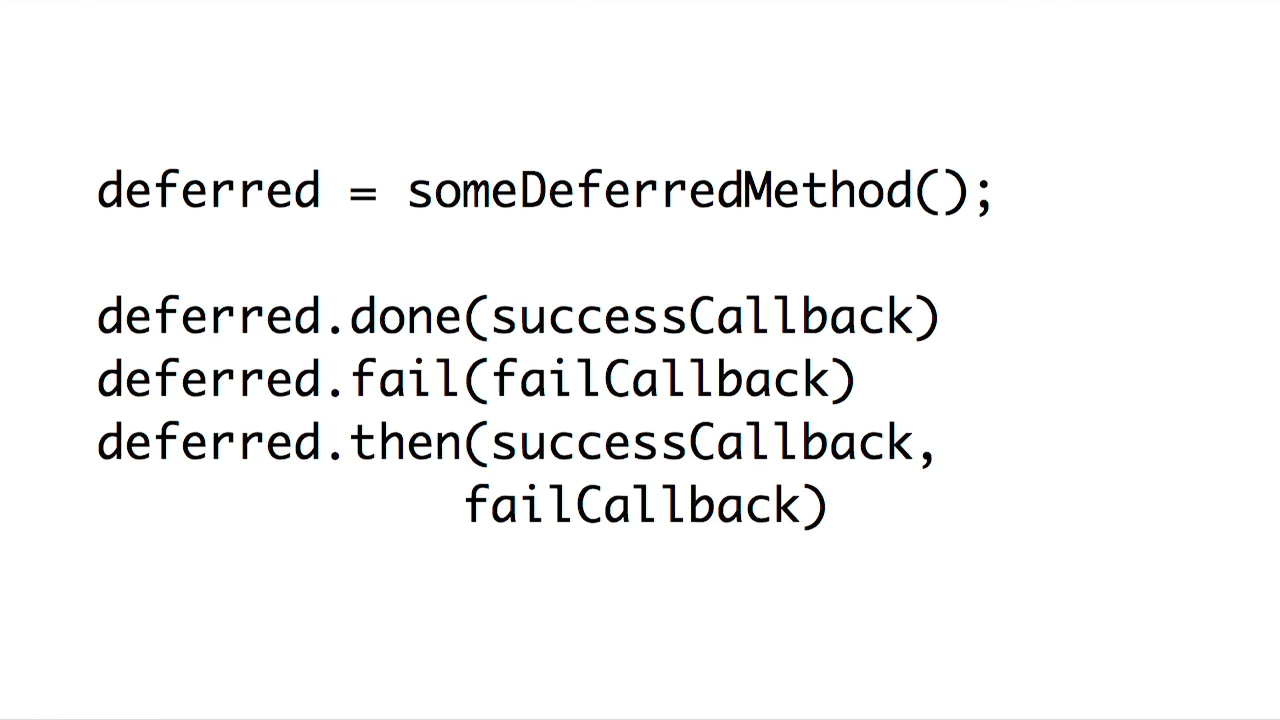 deferred = someDeferredMethod();
deferred.done(successCallback)
deferred.fail(failCallback)
deferred.then(successCallback,
failCallback)